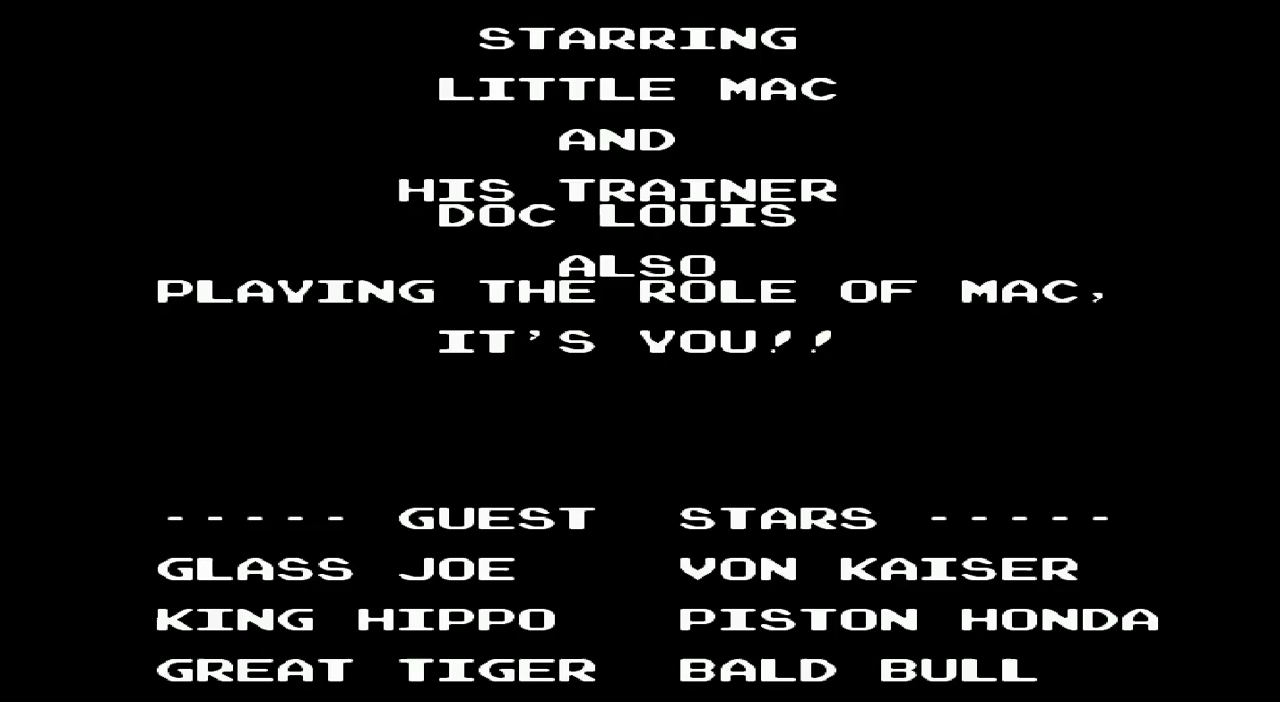 STARRING
LITTLE MAC
AND
HIS TRAINER
DOC LOUIS
ALSO
PLAYING THE ROLE OF MAC,
IT'S YOU!!
----- GUEST STARS -----
GLASS JOE VON KAISER
KING HIPPO PISTON HONDA
GREAT TIGER BALD BULL